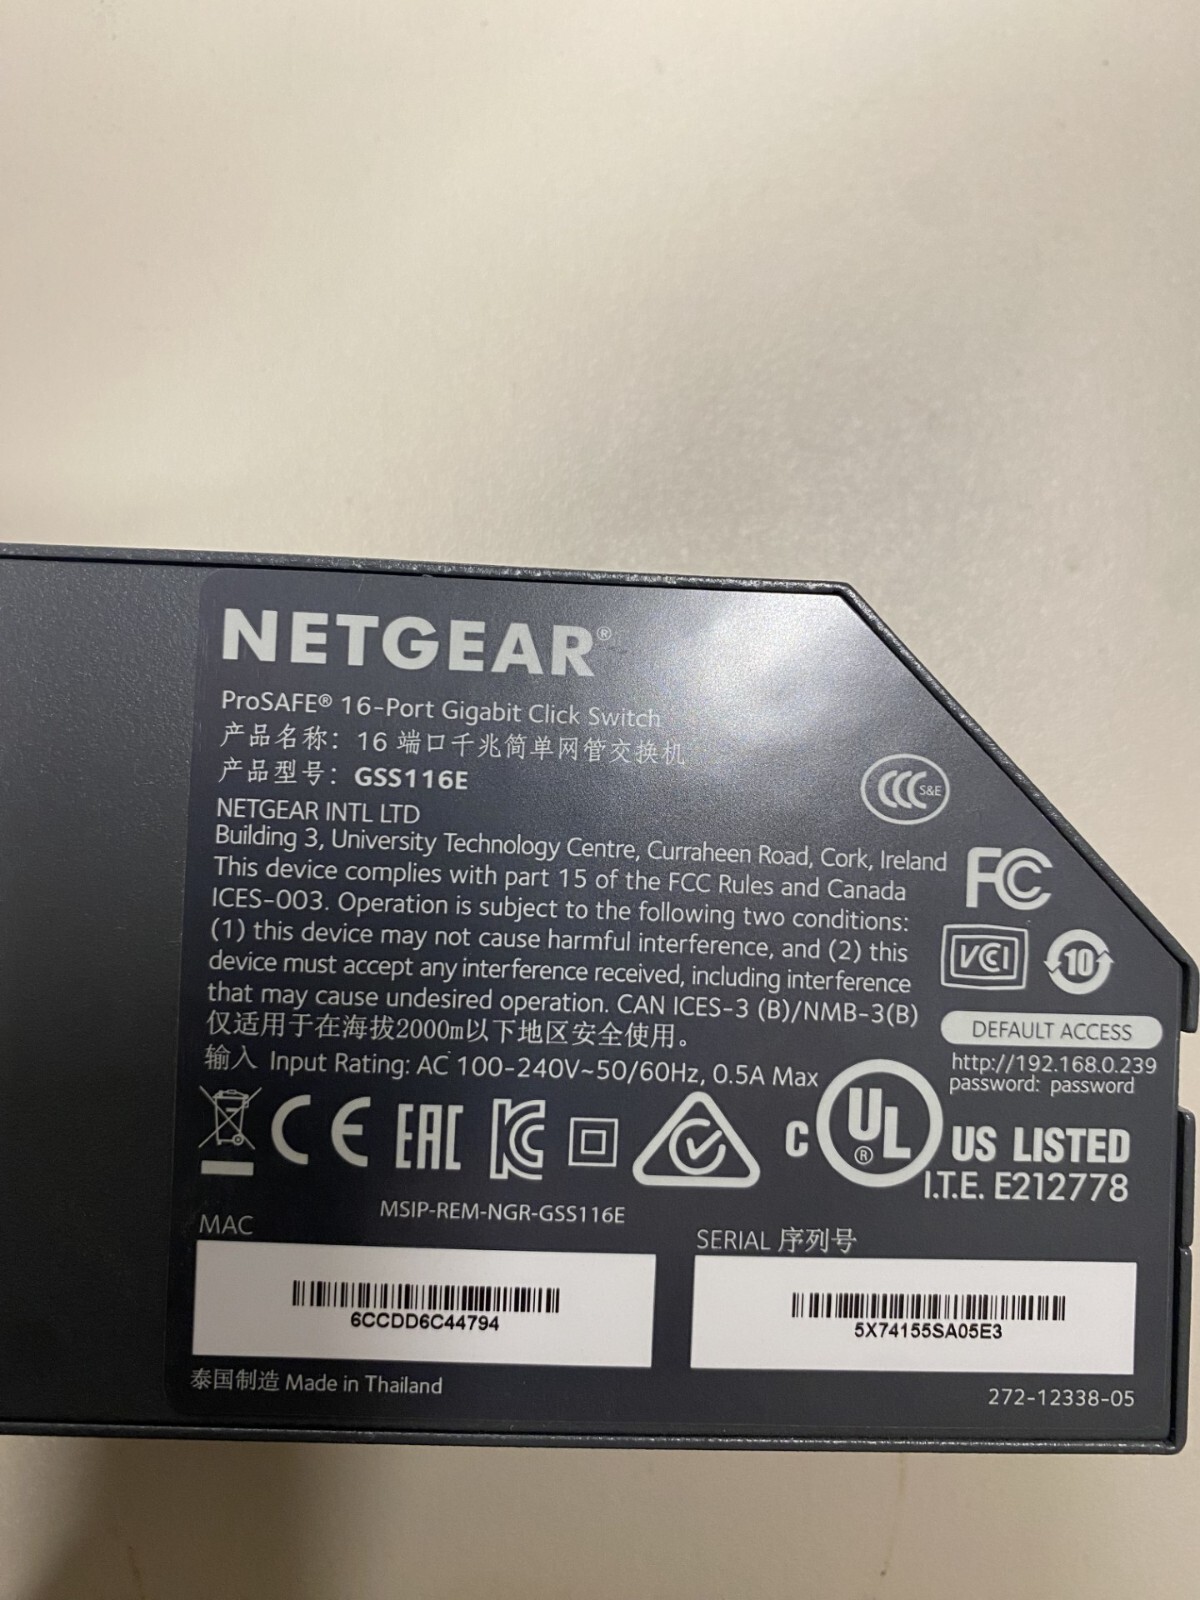 NETGEAR®
ProSAFE® 16-Port Gigabit Click Switch
产品名称：16 端口千兆简单网管交换机
产品型号：GSS116E
NETGEAR INTL LTD
Building 3, University Technology Centre, Curraheen Road, Cork, Ireland
This device complies with part 15 of the FCC Rules and Canada
ICES-003. Operation is subject to the following two conditions:
(1) this device may not cause harmful interference, and (2) this
device must accept any interference received, including interference
that may cause undesired operation. CAN ICES-3 (B)/NMB-3(B)
仅适用于在海拔2000m以下地区安全使用。
输入 Input Rating: AC 100-240V~50/60Hz, 0.5A Max
CCC S&E
FC
VCCI
10
DEFAULT ACCESS
http://192.168.0.239
password: password
CE EAC KC
C UL® US LISTED
I.T.E. E212778
MSIP-REM-NGR-GSS116E
MAC
6CCDD6C44794
SERIAL 序列号
5X74155SA05E3
泰国制造 Made in Thailand
272-12338-05